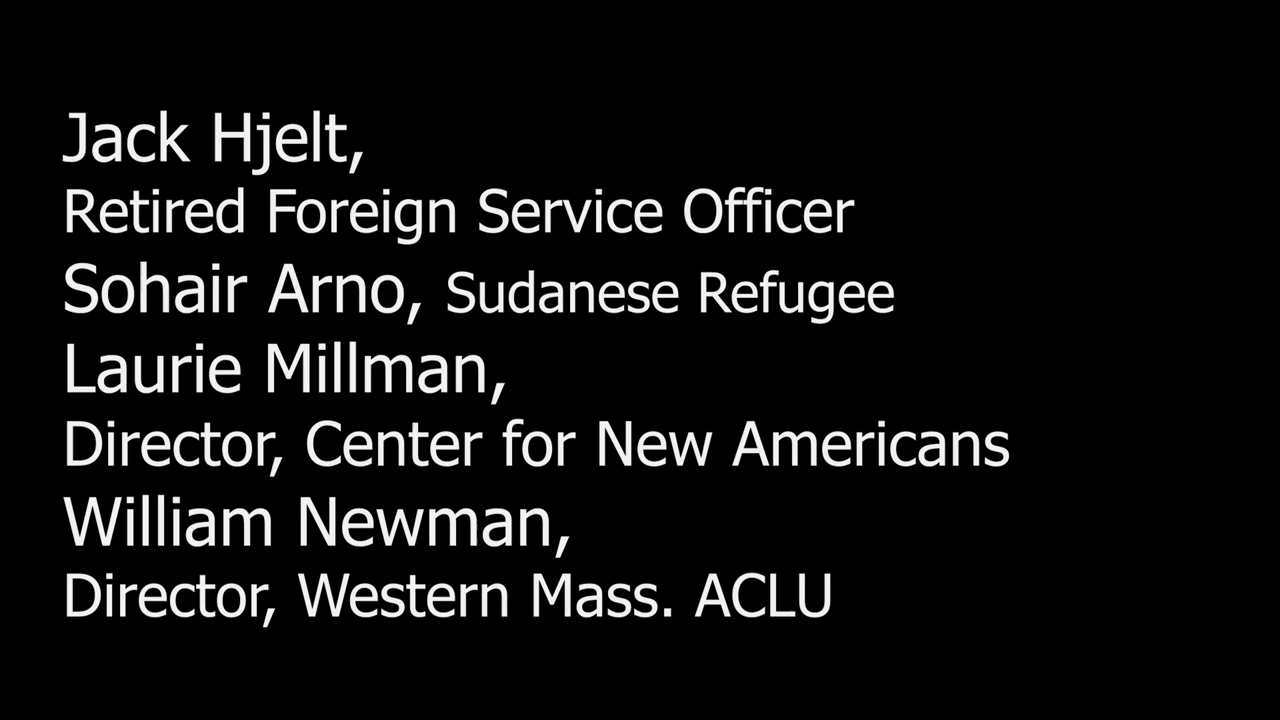 Jack Hjelt,
Retired Foreign Service Officer
Sohair Arno, Sudanese Refugee
Laurie Millman,
Director, Center for New Americans
William Newman,
Director, Western Mass. ACLU